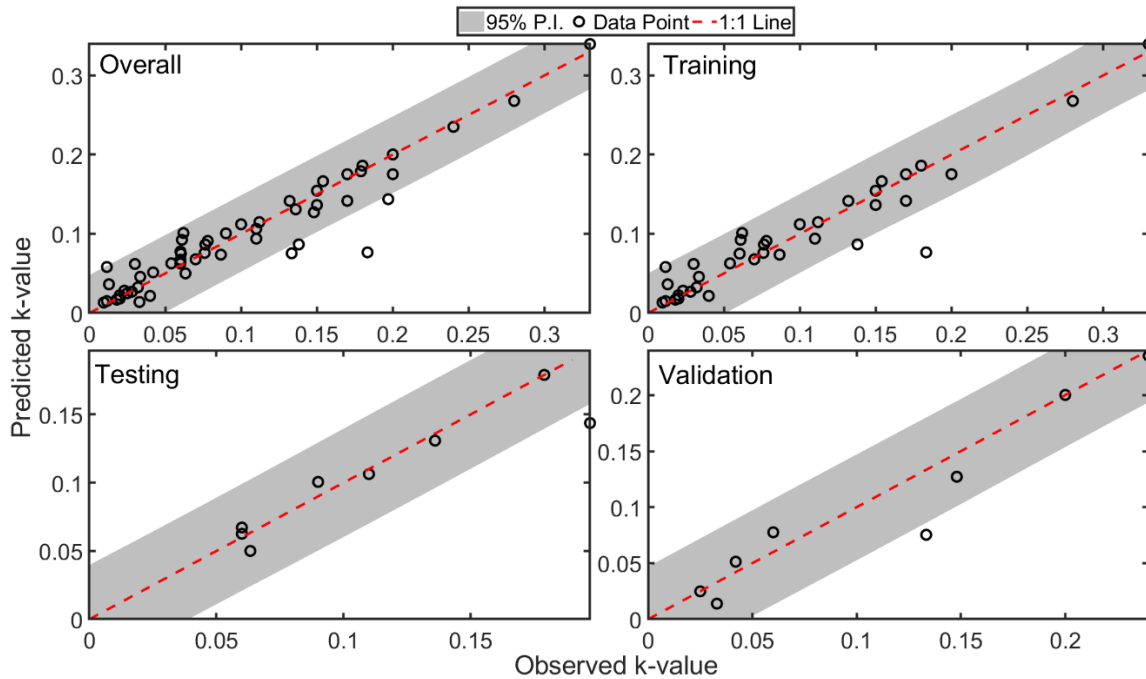 95% P.I. Data Point 1:1 Line
Overall
0.3
0.2
0.1
0
0 0.05 0.1 0.15 0.2 0.25 0.3
Training
0.3
0.2
0.1
0
0 0.05 0.1 0.15 0.2 0.25 0.3
Predicted k-value
Testing
0.15
0.1
0.05
0
0 0.05 0.1 0.15
Validation
0.2
0.15
0.1
0.05
0
0 0.05 0.1 0.15 0.2
Observed k-value